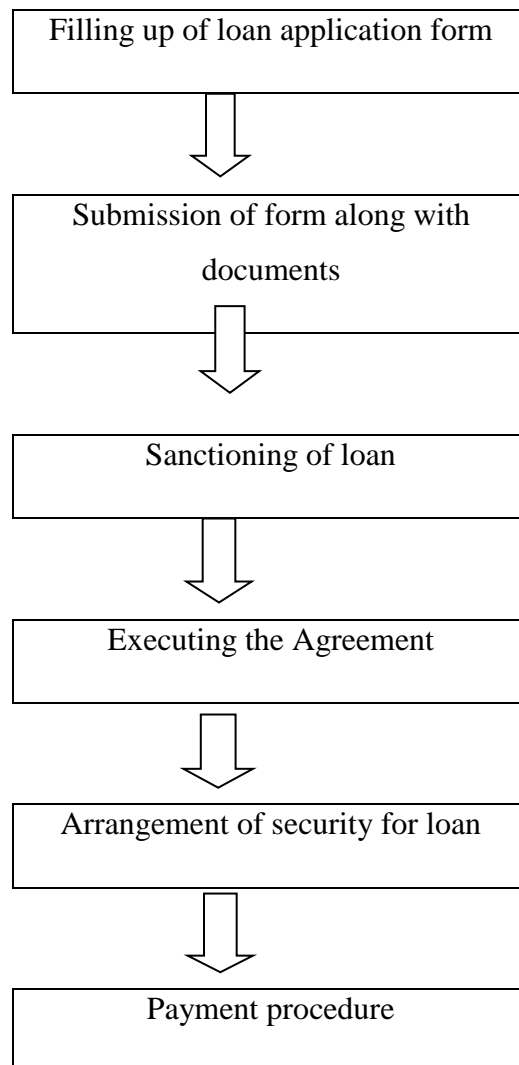 Filling up of loan application form
Submission of form along with
documents
Sanctioning of loan
Executing the Agreement
Arrangement of security for loan
Payment procedure